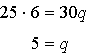 25 · 6 = 30q
5 = q